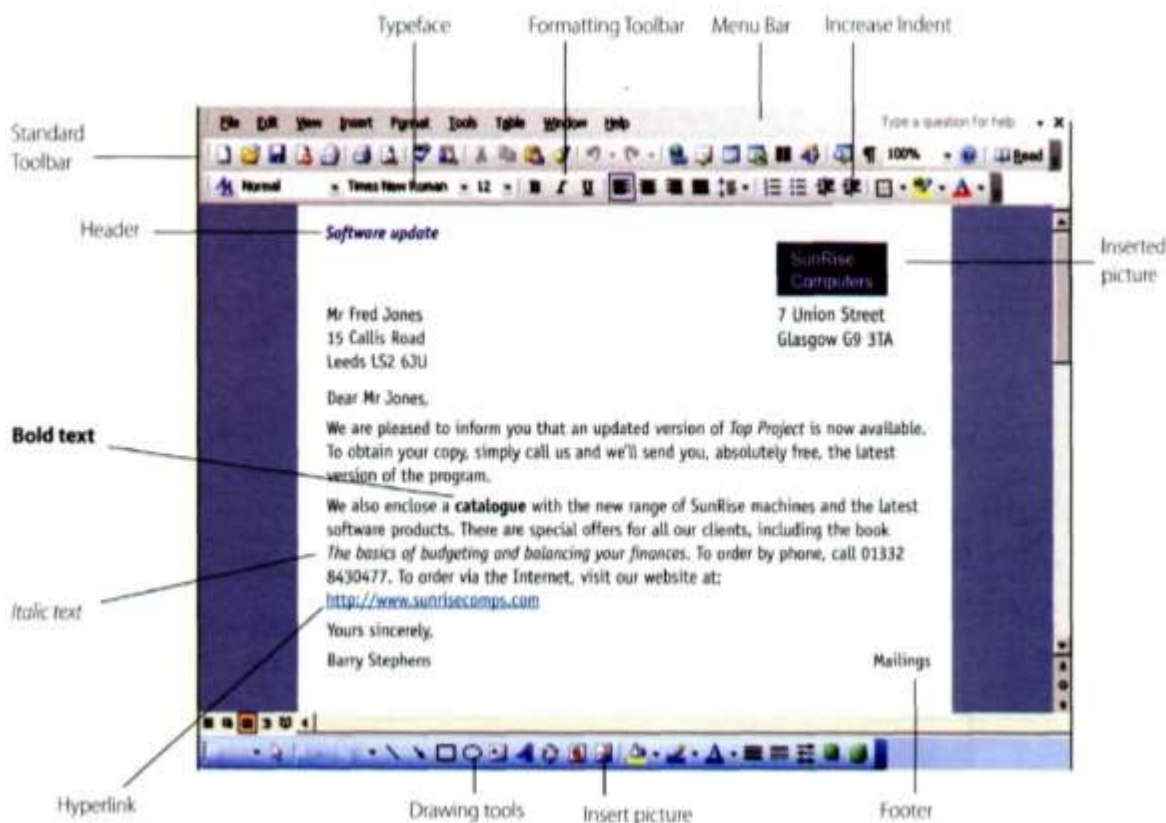 Typeface
Formatting Toolbar
Menu Bar
Increase Indent
Standard
Toolbar
File Edit View Insert Format Tools Table Window Help
Type a question for help
100%
Read
Normal
Times New Roman
12
B I U
Header
Software update
SunRise
Computers
Inserted
picture
Mr Fred Jones
15 Callis Road
Leeds LS2 6JU
7 Union Street
Glasgow G9 3TA
Dear Mr Jones,
Bold text
We are pleased to inform you that an updated version of Top Project is now available.
To obtain your copy, simply call us and we'll send you, absolutely free, the latest
version of the program.
We also enclose a catalogue with the new range of SunRise machines and the latest
software products. There are special offers for all our clients, including the book
The basics of budgeting and balancing your finances. To order by phone, call 01332
8430477. To order via the Internet, visit our website at:
http://www.sunrisecomps.com
Italic text
Yours sincerely,
Barry Stephens
Mailings
Hyperlink
Drawing tools
Insert picture
Footer